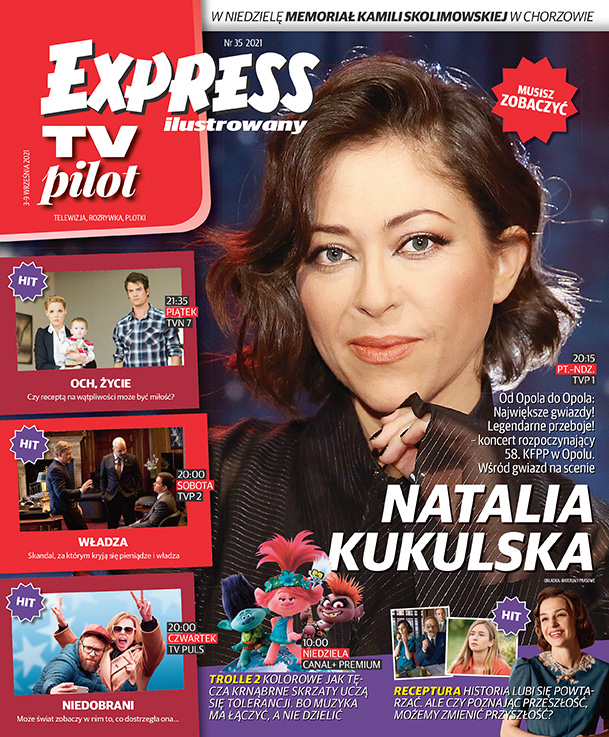 W NIEDZIELĘ MEMORIAŁ KAMILI SKOLIMOWSKIEJ W CHORZOWIE
Nr 35 2021
EXPRESS
ilustrowany
TV
pilot
3-9 WRZEŚNIA 2021
TELEWIZJA, ROZRYWKA, PLOTKI
MUSISZ
ZOBACZYĆ
HIT
21:35
PIĄTEK
TVN 7
OCH, ŻYCIE
Czy receptą na wątpliwości może być miłość?
HIT
20:00
SOBOTA
TVP 2
WŁADZA
Skandal, za którym kryją się pieniądze i władza
HIT
20:00
CZWARTEK
TV PULS
NIEDOBRANI
Może świat zobaczy w nim to, co dostrzegła ona...
20:15
PT.-NDZ.
TVP 1
Od Opola do Opola:
Największe gwiazdy!
Legendarne przeboje!
- koncert rozpoczynający
58. KFPP w Opolu.
Wśród gwiazd na scenie
NATALIA
KUKULSKA
OKŁADKA: MATERIAŁY PRASOWE
10:00
NIEDZIELA
CANAL+ PREMIUM
TROLLE 2 KOLOROWE JAK TĘ-
CZA KRNĄBRNE SKRZATY UCZĄ
SIĘ TOLERANCJI. BO MUZYKA
MA ŁĄCZYĆ, A NIE DZIELIĆ
HIT
RECEPTURA HISTORIA LUBI SIĘ POWTA-
RZAĆ. ALE CZY POZNAJĄC PRZESZŁOŚĆ,
MOŻEMY ZMIENIĆ PRZYSZŁOŚĆ?